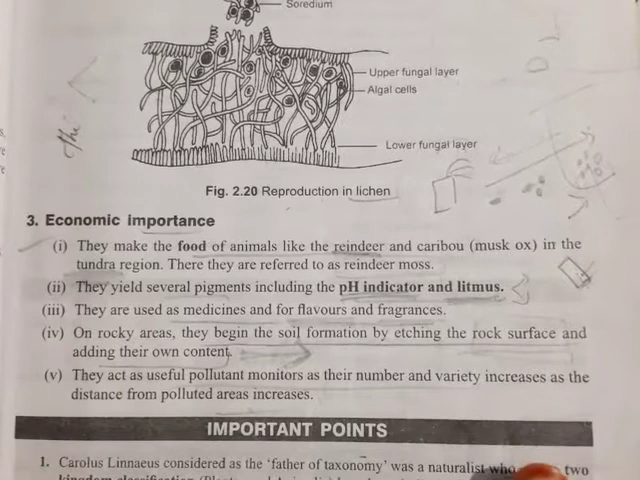 Soredium
Upper fungal layer
Algal cells
Lower fungal layer
Fig. 2.20 Reproduction in lichen
3. Economic importance
(i) They make the food of animals like the reindeer and caribou (musk ox) in the
tundra region. There they are referred to as reindeer moss.
(ii) They yield several pigments including the pH indicator and litmus.
(iii) They are used as medicines and for flavours and fragrances.
(iv) On rocky areas, they begin the soil formation by etching the rock surface and
adding their own content.
(v) They act as useful pollutant monitors as their number and variety increases as the
distance from polluted areas increases.
IMPORTANT POINTS
1. Carolus Linnaeus considered as the 'father of taxonomy' was a naturalist who two
kingdom classification